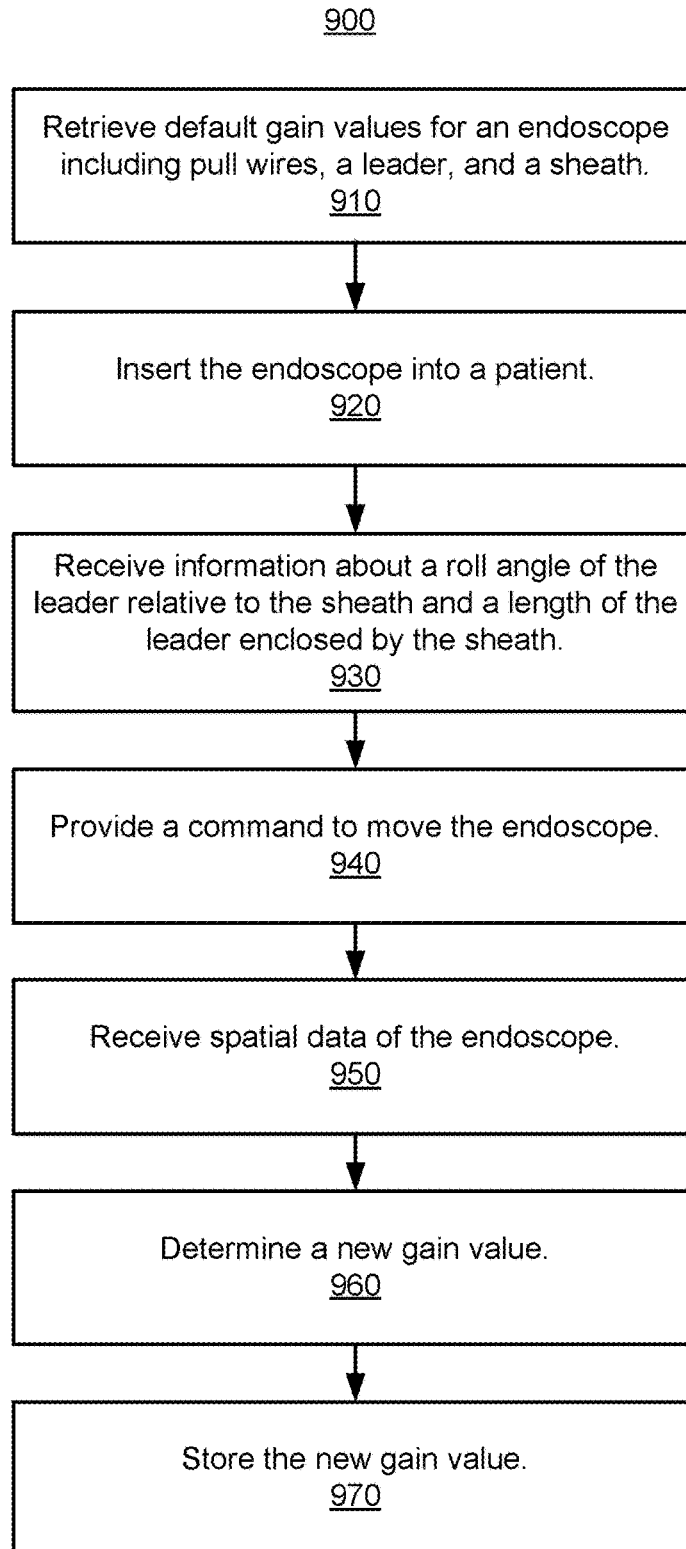 900
Retrieve default gain values for an endoscope
including pull wires, a leader, and a sheath.
910
Insert the endoscope into a patient.
920
Receive information about a roll angle of the
leader relative to the sheath and a length of the
leader enclosed by the sheath.
930
Provide a command to move the endoscope.
940
Receive spatial data of the endoscope.
950
Determine a new gain value.
960
Store the new gain value.
970